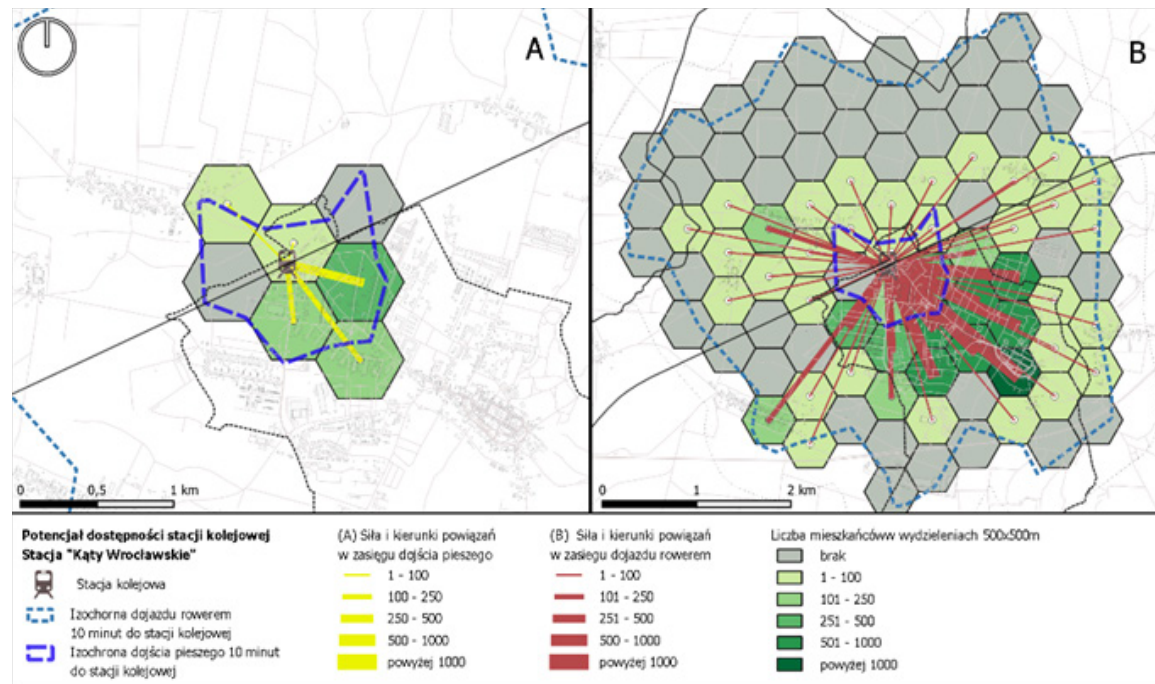 A
B
0 0,5 1 km
0 1 2 km
Potencjał dostępności stacji kolejowej
Stacja "Kąty Wrocławskie"
Stacja kolejowa
Izochorna dojazdu rowerem
10 minut do stacji kolejowej
Izochrona dojścia pieszego 10 minut
do stacji kolejowej
(A) Siła i kierunki powiązań
w zasięgu dojścia pieszego
1 - 100
100 - 250
250 - 500
500 - 1000
powyżej 1000
(B) Siła i kierunki powiązań
w zasiegu dojazdu rowerem
1 - 100
101 - 250
251 - 500
500 - 1000
powyżej 1000
Liczba mieszkańców​w wydzieleniach 500x500m
brak
1 - 100
101 - 250
251 - 500
501 - 1000
powyżej 1000